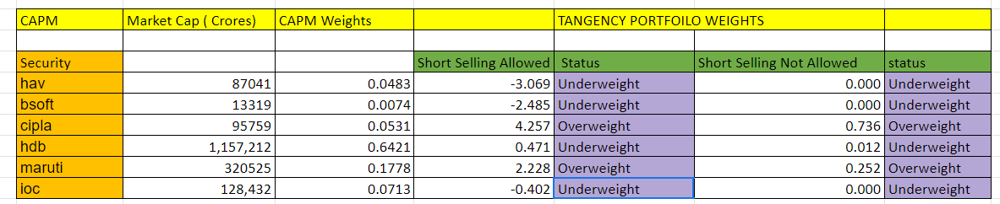 CAPM Market Cap ( Crores) CAPM Weights TANGENCY PORTFOILO WEIGHTS
Security Short Selling Allowed Status Short Selling Not Allowed status
hav 87041 0.0483 -3.069 Underweight 0.000 Underweight
bsoft 13319 0.0074 -2.485 Underweight 0.000 Underweight
cipla 95759 0.0531 4.257 Overweight 0.736 Overweight
hdb 1,157,212 0.6421 0.471 Underweight 0.012 Underweight
maruti 320525 0.1778 2.228 Overweight 0.252 Overweight
ioc 128,432 0.0713 -0.402 Underweight 0.000 Underweight